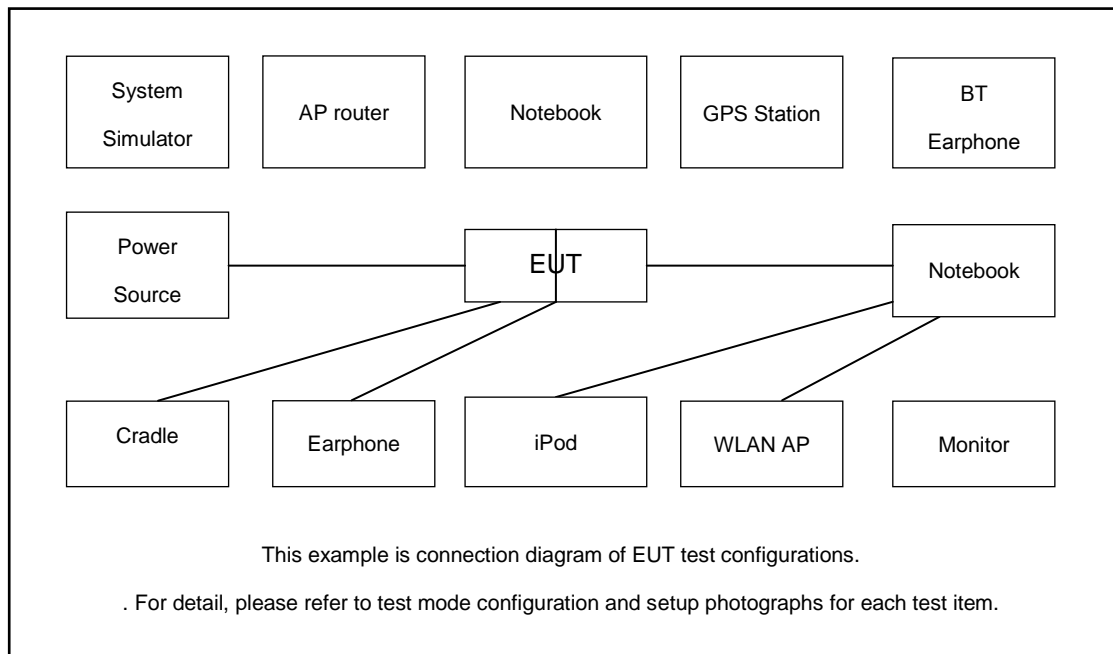 System
Simulator
AP router
Notebook
GPS Station
BT
Earphone
Power
Source
EUT
Notebook
Cradle
Earphone
iPod
WLAN AP
Monitor
This example is connection diagram of EUT test configurations.
. For detail, please refer to test mode configuration and setup photographs for each test item.